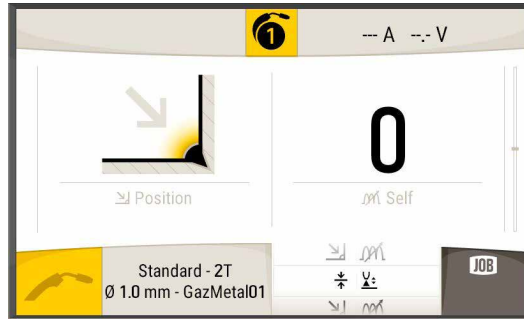 1
--- A --.- V
0
Position
Self
Standard - 2T
Ø 1.0 mm - GazMetal01
JOB